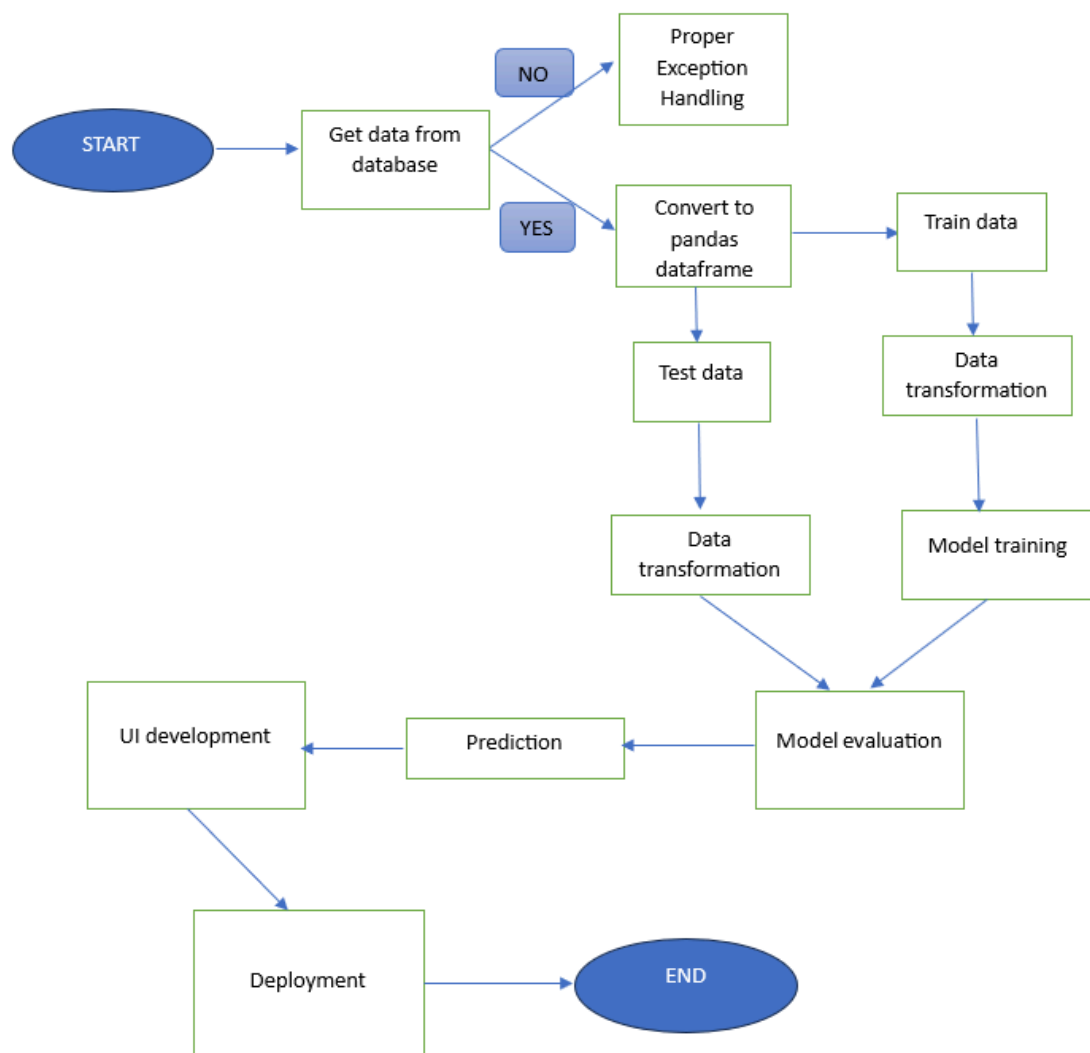 Proper
Exception
Handling
NO
START
Get data from
database
YES
Convert to
pandas
dataframe
Train data
Test data
Data
transformation
Data
transformation
Model training
UI development
Prediction
Model evaluation
Deployment
END